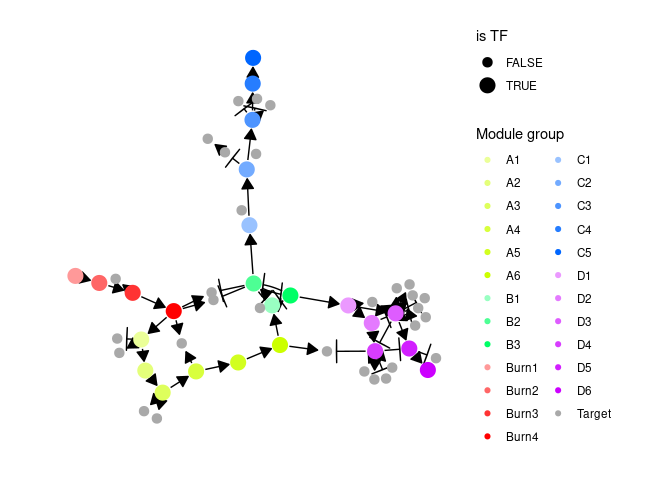 is TF
FALSE
TRUE
Module group
A1
A2
A3
A4
A5
A6
B1
B2
B3
Burn1
Burn2
Burn3
Burn4
C1
C2
C3
C4
C5
D1
D2
D3
D4
D5
D6
Target